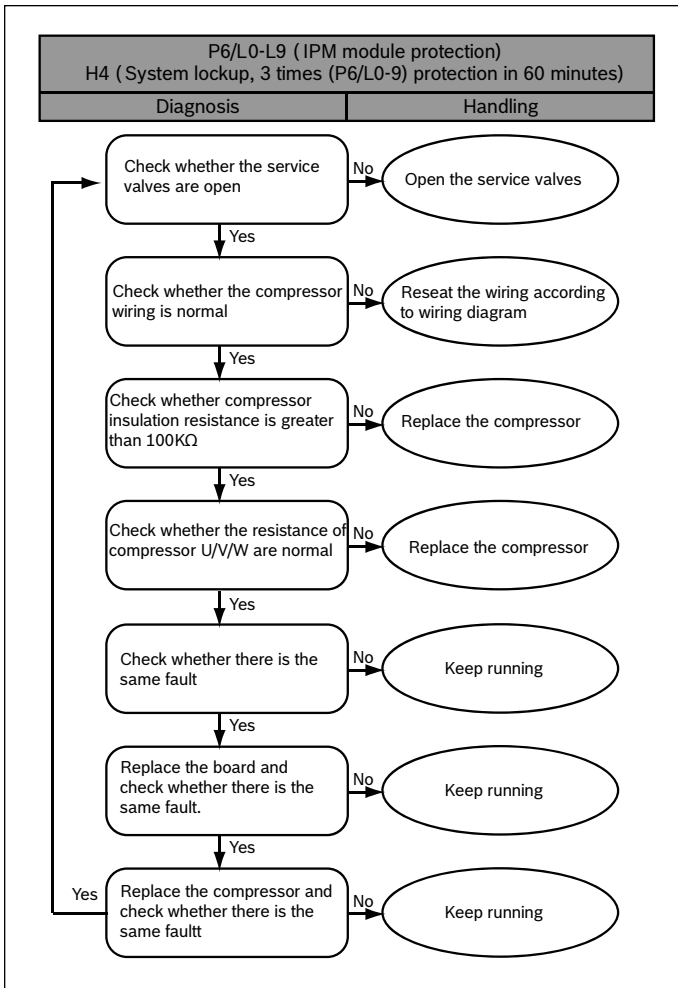 P6/L0-L9 (IPM module protection)
H4 ( System lockup, 3 times (P6/L0-9) protection in 60 minutes)
Diagnosis
Handling
Check whether the service
valves are open
No
Open the service valves
Yes
Check whether the compressor
wiring is normal
No
Reseat the wiring according
to wiring diagram
Yes
Check whether compressor
insulation resistance is greater
than 100KΩ
No
Replace the compressor
Yes
Check whether the resistance of
compressor U/V/W are normal
No
Replace the compressor
Yes
Check whether there is the
same fault
No
Keep running
Yes
Replace the board and
check whether there is the
same fault.
No
Keep running
Yes
Yes
Replace the compressor and
check whether there is the
same faultt
No
Keep running